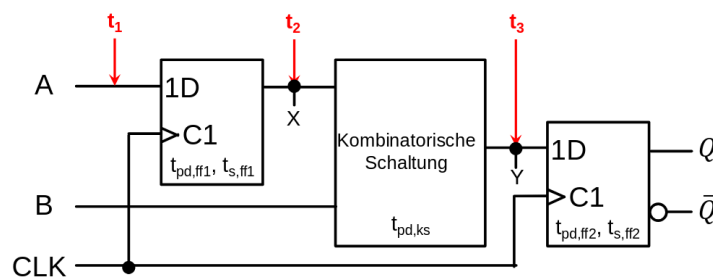 t1
t2
t3
A
1D
C1
tpd,ff1, ts,ff1
X
Kombinatorische
Schaltung
tpd,ks
Y
1D
C1
tpd,ff2, ts,ff2
Q
Q̄
B
CLK